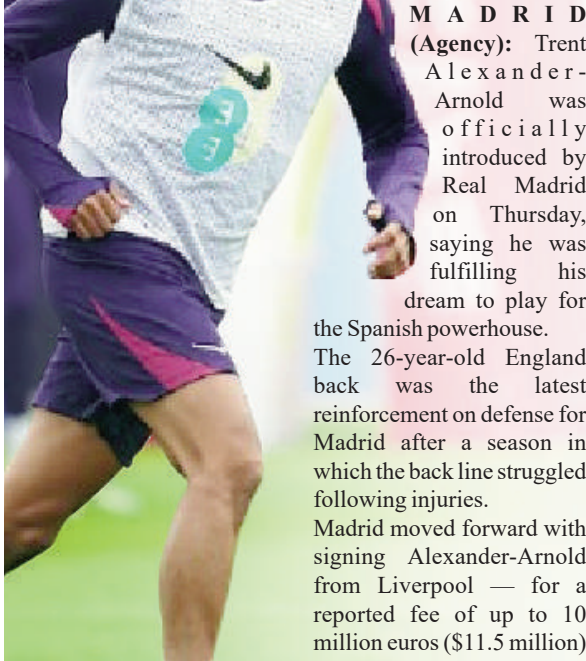 MADRID
(Agency): Trent
Alexander-
Arnold was
officially
introduced by
Real Madrid
on Thursday,
saying he was
fulfilling his
dream to play for
the Spanish powerhouse.
The 26-year-old England
back was the latest
reinforcement on defense for
Madrid after a season in
which the back line struggled
following injuries.
Madrid moved forward with
signing Alexander-Arnold
from Liverpool — for a
reported fee of up to 10
million euros ($11.5 million)